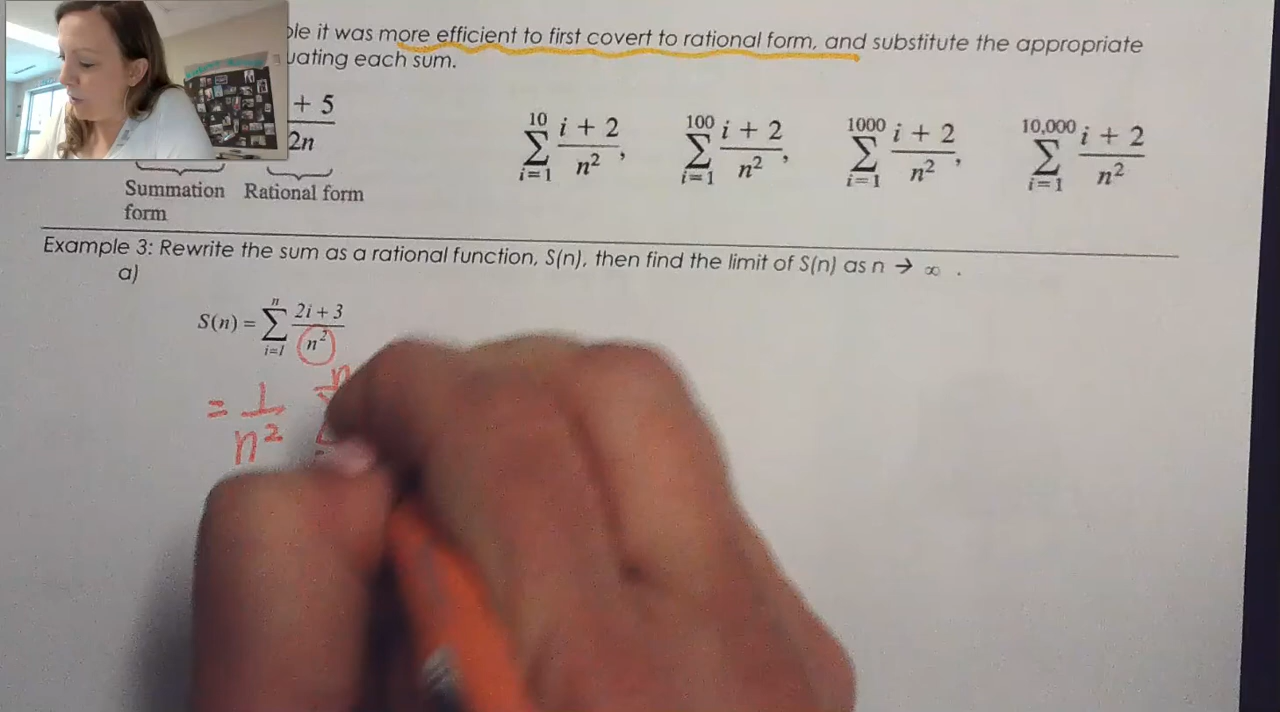 ple it was more efficient to first covert to rational form, and substitute the appropriate
uating each sum.
+ 5
2n
Summation form
Rational form
10 ∑ i=1 i + 2 / n² ,
100 ∑ i=1 i + 2 / n² ,
1000 ∑ i=1 i + 2 / n² ,
10,000 ∑ i=1 i + 2 / n²
Example 3: Rewrite the sum as a rational function, S(n), then find the limit of S(n) as n → ∞ .
a)
S(n) = n ∑ i=1 2i + 3 / n²
= 1 / n² n